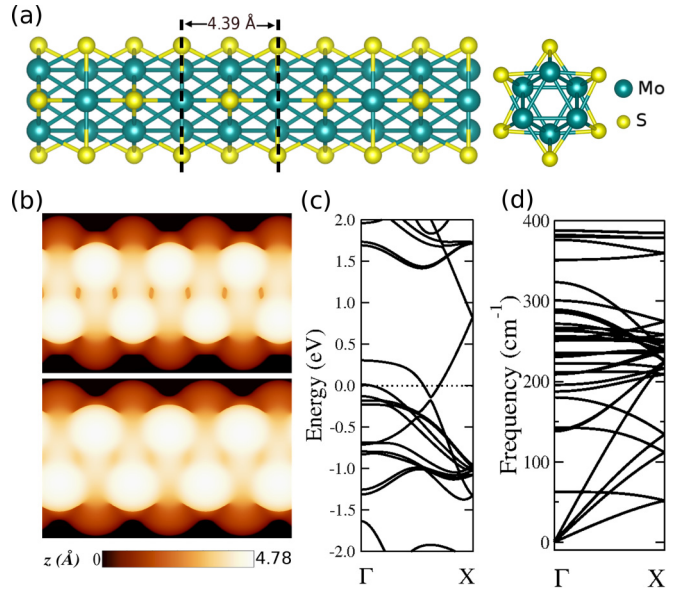 (a)
4.39 Å
Mo
S
(b)
z (Å) 0 4.78
(c)
2.0
1.5
1.0
0.5
0.0
-0.5
-1.0
-1.5
-2.0
Energy (eV)
Γ X
(d)
400
300
200
100
0
Frequency (cm⁻¹)
Γ X